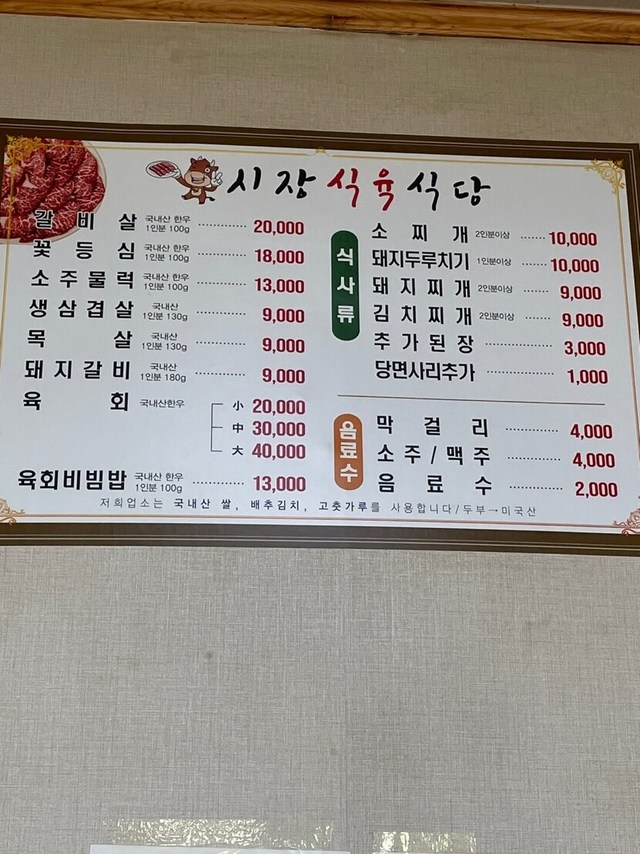 시장식육식당
갈비살 국내산 한우 1인분 100g 20,000
꽃등심 국내산 한우 1인분 100g 18,000
소주물럭 국내산 한우 1인분 100g 13,000
생삼겹살 국내산 1인분 130g 9,000
목살 국내산 1인분 130g 9,000
돼지갈비 국내산 1인분 180g 9,000
육회 국내산한우 小 20,000
中 30,000
大 40,000
육회비빔밥 국내산 한우 1인분 100g 13,000
식사류
소찌개 2인분이상 10,000
돼지두루치기 1인분이상 10,000
돼지찌개 2인분이상 9,000
김치찌개 2인분이상 9,000
추가된장 3,000
당면사리추가 1,000
음료수
막걸리 4,000
소주/맥주 4,000
음료수 2,000
저희업소는 국내산 쌀, 배추김치, 고춧가루를 사용합니다/두부→미국산